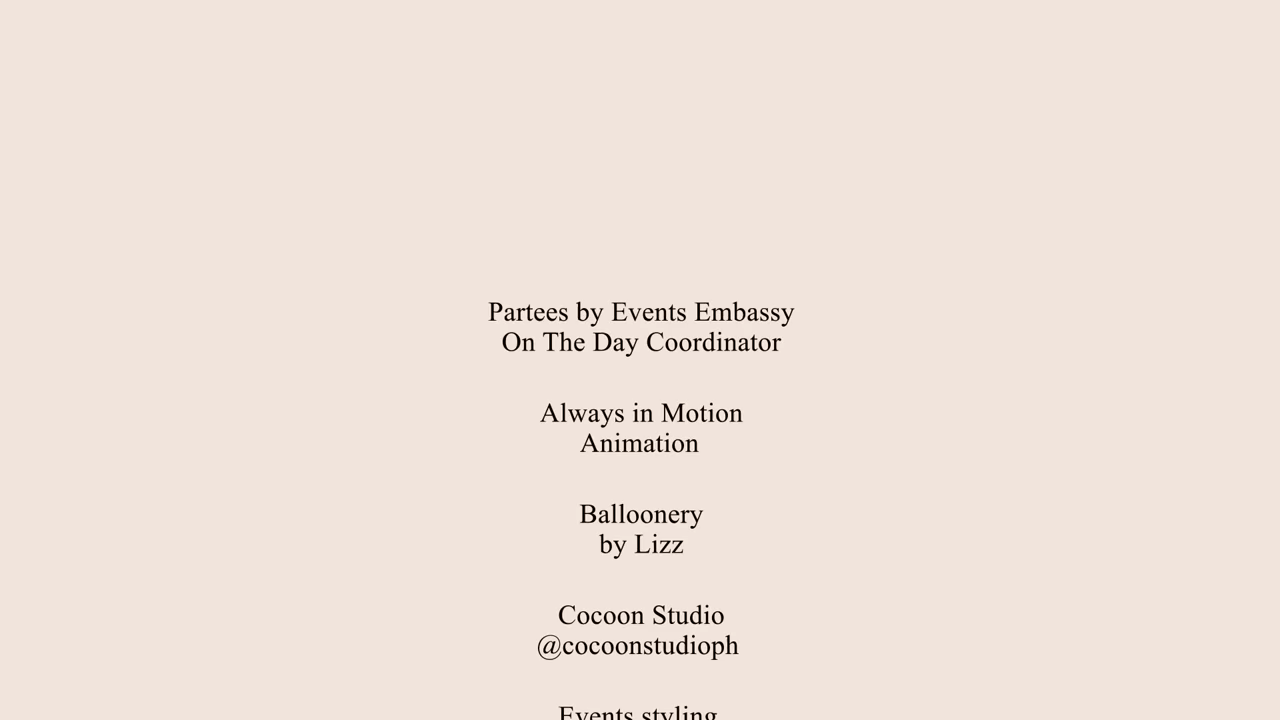 Partees by Events Embassy
On The Day Coordinator
Always in Motion
Animation
Balloonery
by Lizz
Cocoon Studio
@cocoonstudioph
Events styling